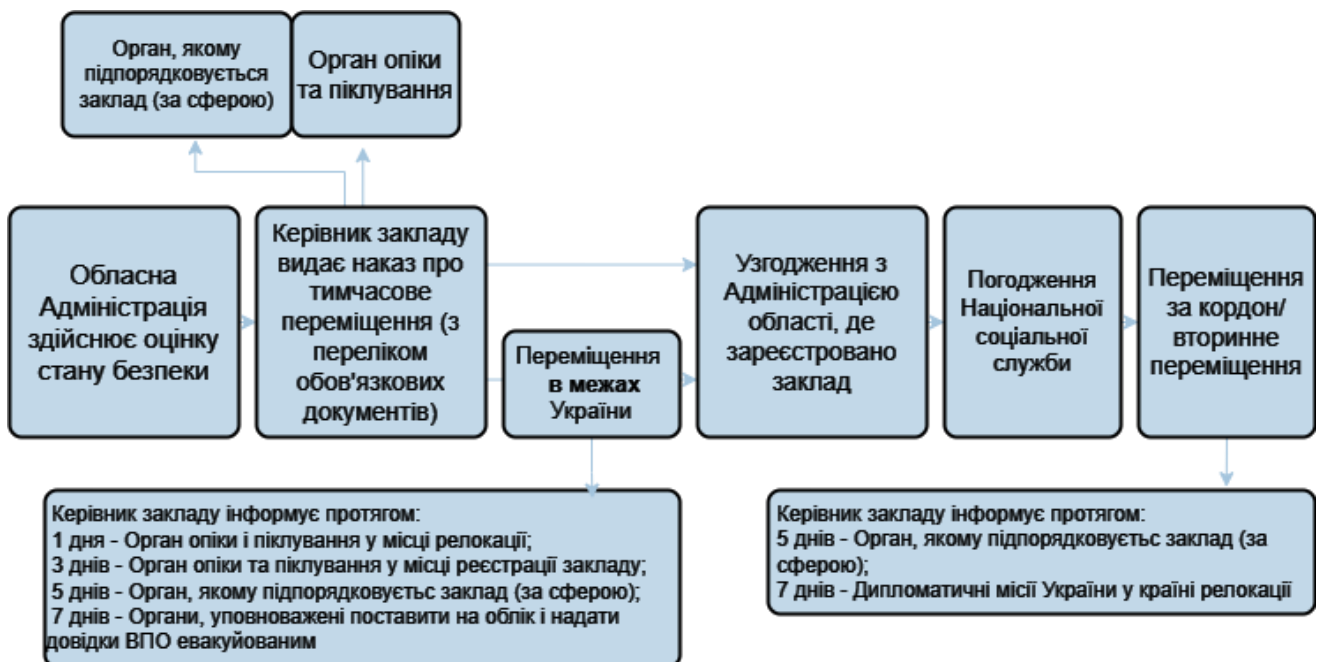 Орган, якому
підпорядковується
заклад (за сферою)
Орган опіки
та піклування
Обласна
Адміністрація
здійснює оцінку
стану безпеки
Керівник закладу
видає наказ про
тимчасове
переміщення (з
переліком
обов'язкових
документів)
Переміщення
в межах
України
Узгодження з
Адміністрацією
області, де
зареєстровано
заклад
Погодження
Національної
соціальної
служби
Переміщення
за кордон/
вторинне
переміщення
Керівник закладу інформує протягом:
1 дня - Орган опіки і піклування у місці релокації;
3 днів - Орган опіки та піклування у місці реєстрації закладу;
5 днів - Орган, якому підпорядковуєтьс заклад (за сферою);
7 днів - Органи, уповноважені поставити на облік і надати
довідки ВПО евакуйованим
Керівник закладу інформує протягом:
5 днів - Орган, якому підпорядковуєтьс заклад (за
сферою);
7 днів - Дипломатичні місії України у країні релокації